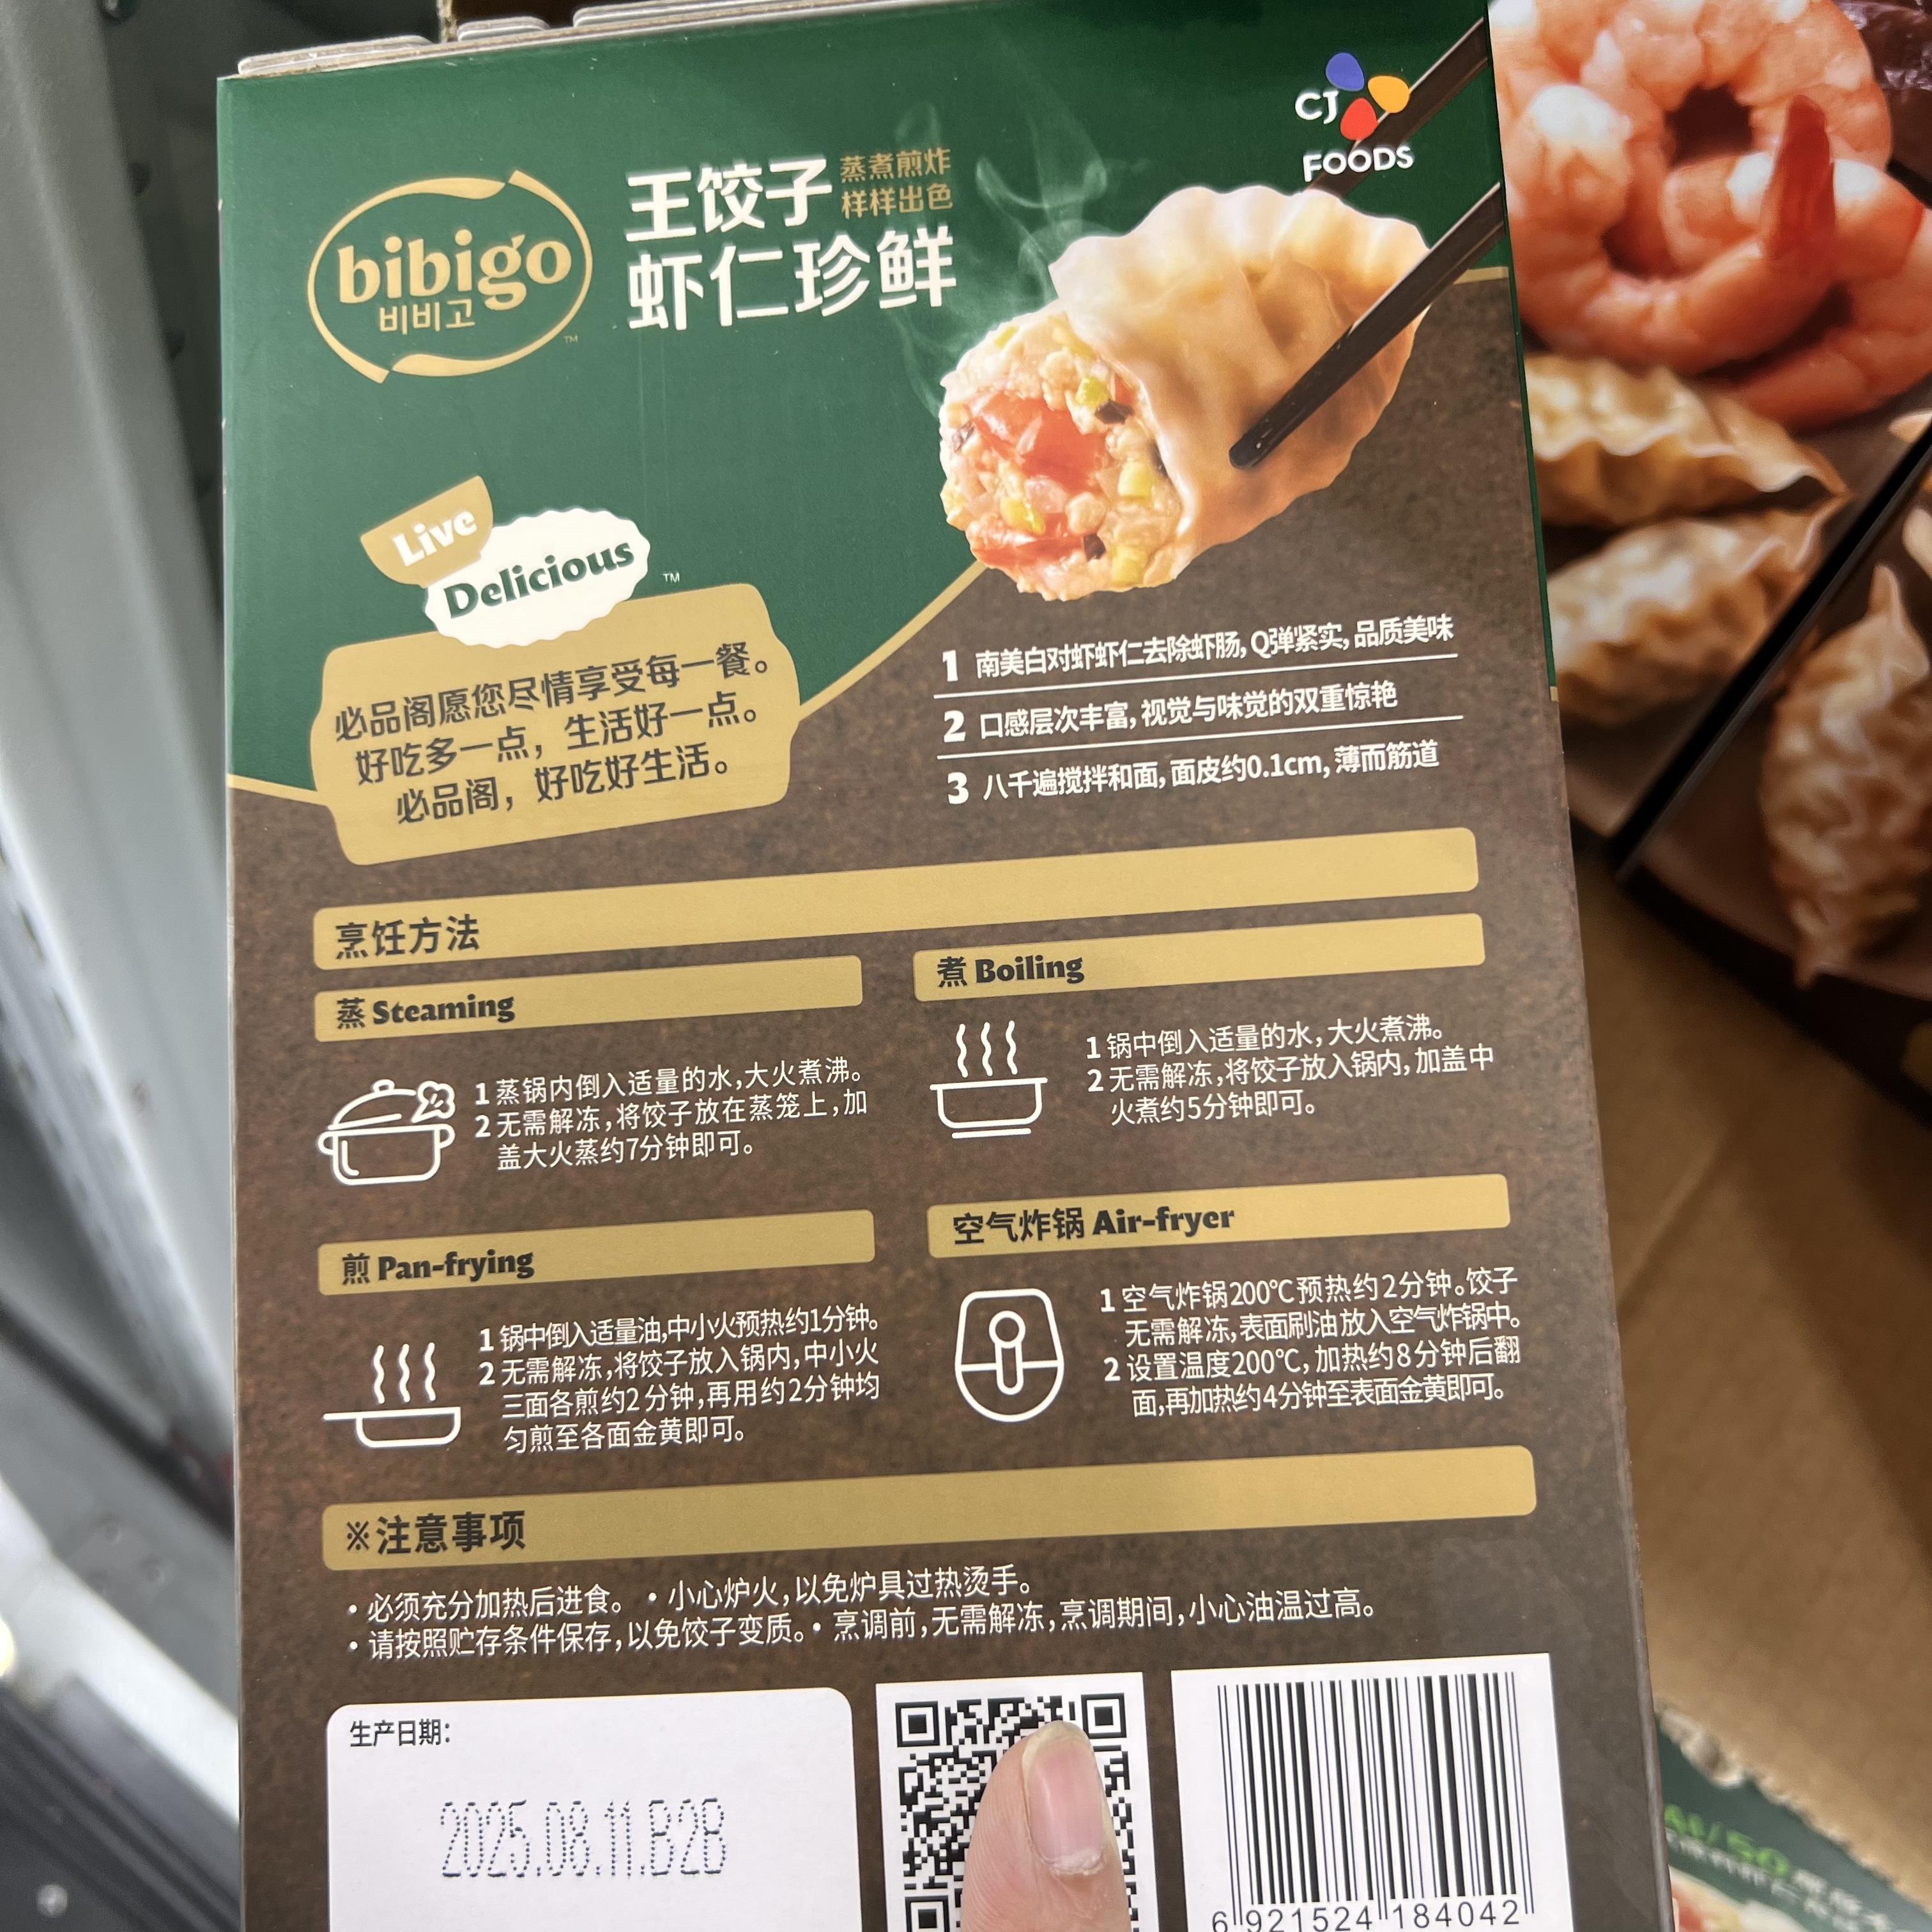 CJ
FOODS
bibigo
비비고
TM
王饺子
蒸煮煎炸
样样出色
虾仁珍鲜
Live
Delicious
TM
必品阁愿您尽情享受每一餐。
好吃多一点，生活好一点。
必品阁，好吃好生活。
1 南美白对虾虾仁去除虾肠,Q弹紧实,品质美味
2 口感层次丰富,视觉与味觉的双重惊艳
3 八千遍搅拌和面,面皮约0.1cm,薄而筋道
烹饪方法
蒸 Steaming
1 蒸锅内倒入适量的水,大火煮沸。
2 无需解冻,将饺子放在蒸笼上,加
盖大火蒸约7分钟即可。
煮 Boiling
1 锅中倒入适量的水,大火煮沸。
2 无需解冻,将饺子放入锅内,加盖中
火煮约5分钟即可。
煎 Pan-frying
1 锅中倒入适量油,中小火预热约1分钟。
2 无需解冻,将饺子放入锅内,中小火
三面各煎约2分钟,再用约2分钟均
匀煎至各面金黄即可。
空气炸锅 Air-fryer
1 空气炸锅200℃预热约2分钟。饺子
无需解冻,表面刷油放入空气炸锅中。
2 设置温度200℃,加热约8分钟后翻
面,再加热约4分钟至表面金黄即可。
※注意事项
・必须充分加热后进食。・小心炉火,以免炉具过热烫手。
・请按照贮存条件保存,以免饺子变质。・烹调前,无需解冻,烹调期间,小心油温过高。
生产日期:
2025.08.11.B2B
6 921524 184042